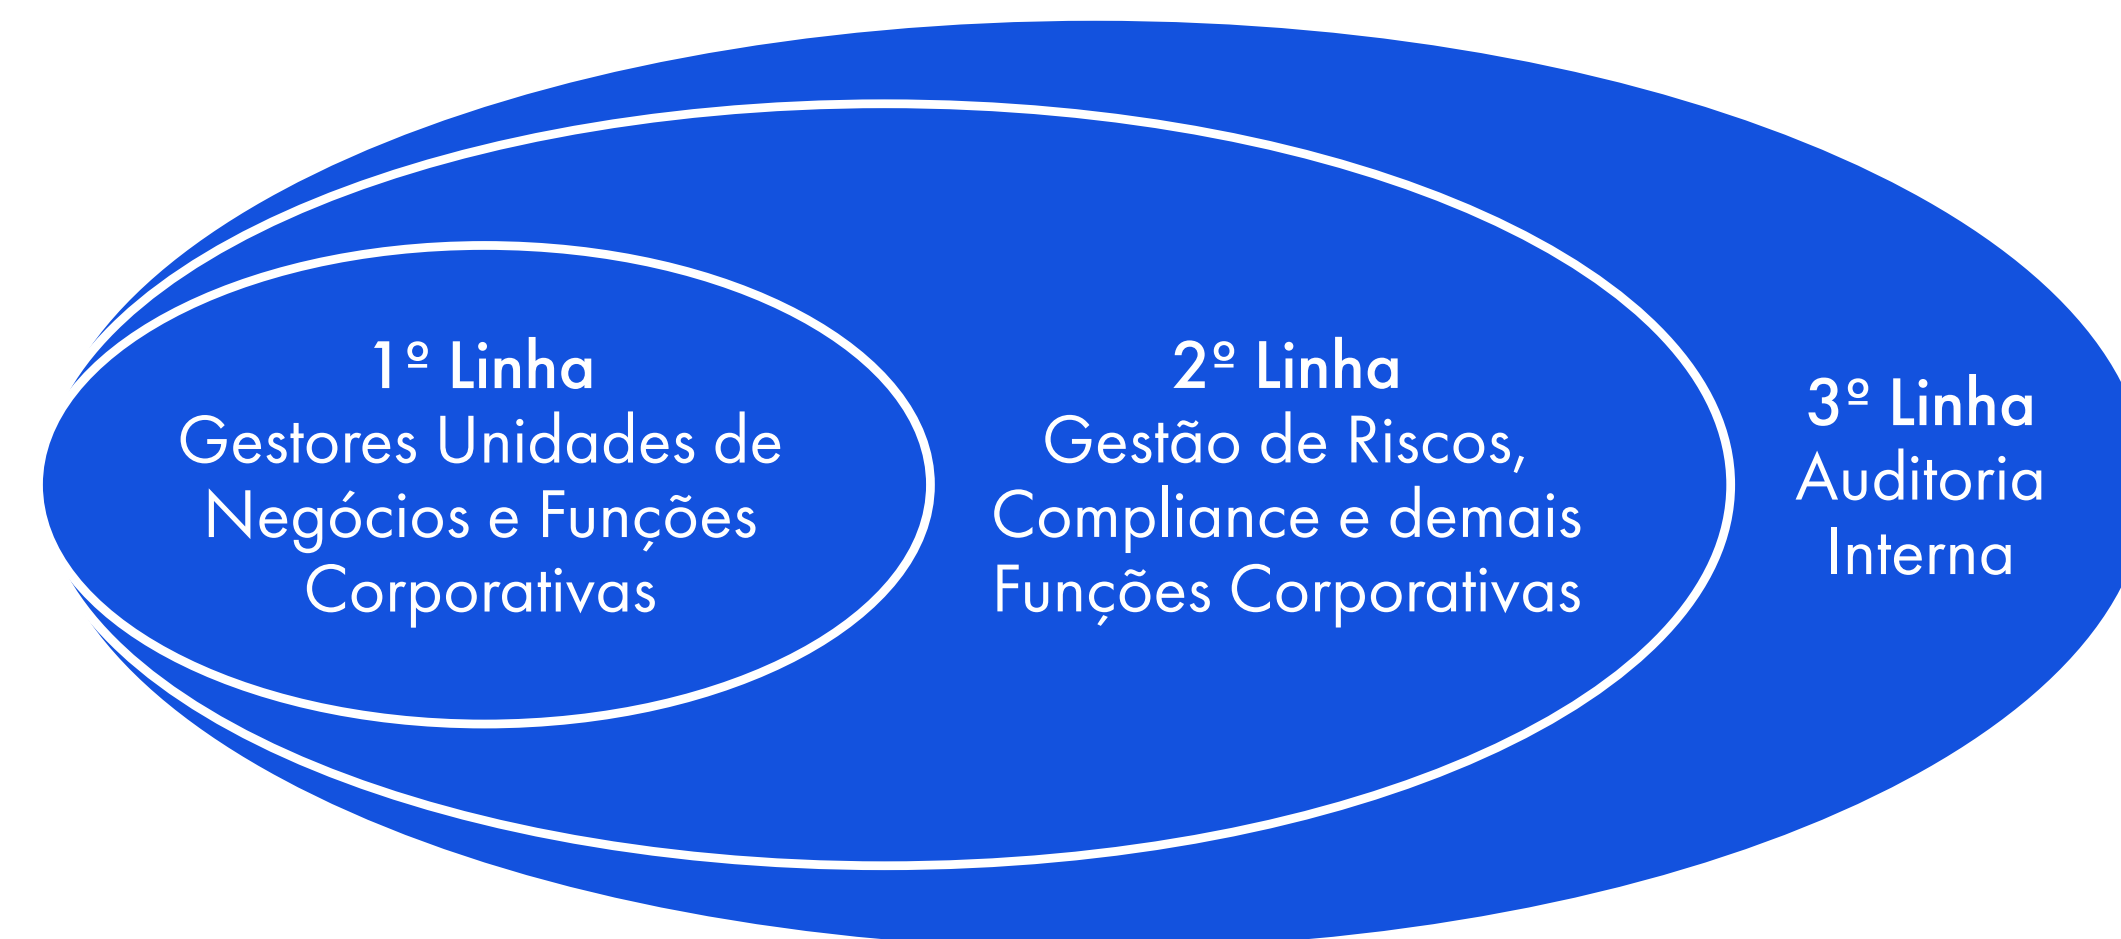 1º Linha
Gestores Unidades de
Negócios e Funções
Corporativas
2º Linha
Gestão de Riscos,
Compliance e demais
Funções Corporativas
3º Linha
Auditoria
Interna